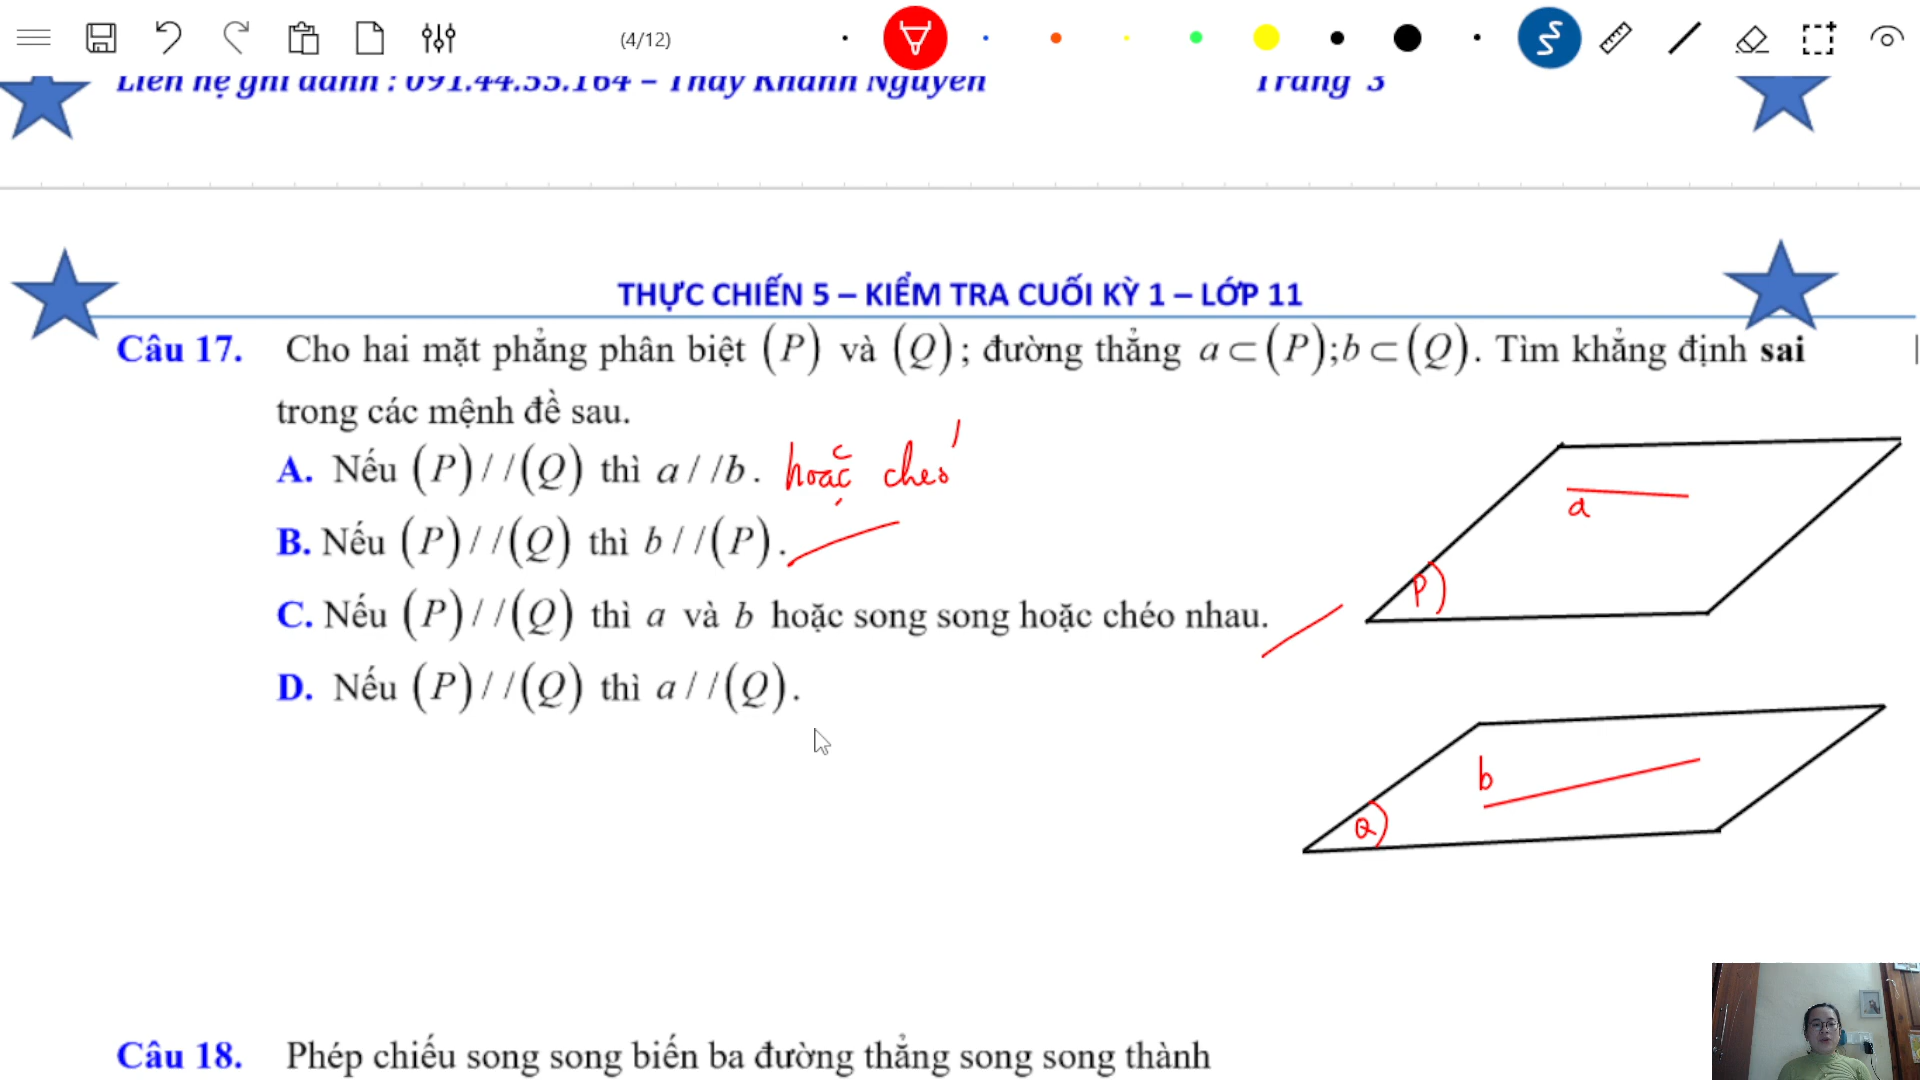 (4/12)
Liên hệ ghi danh : 091.44.55.164 – Thầy Khánh Nguyên Trang 3
THỰC CHIẾN 5 – KIỂM TRA CUỐI KỲ 1 – LỚP 11
Câu 17. Cho hai mặt phẳng phân biệt (P) và (Q); đường thẳng a⊂(P);b⊂(Q). Tìm khẳng định sai
trong các mệnh đề sau.
A. Nếu (P)//(Q) thì a//b. hoặc chéo
B. Nếu (P)//(Q) thì b//(P).
C. Nếu (P)//(Q) thì a và b hoặc song song hoặc chéo nhau.
D. Nếu (P)//(Q) thì a//(Q).
a
P)
b
Q)
Câu 18. Phép chiếu song song biến ba đường thẳng song song thành